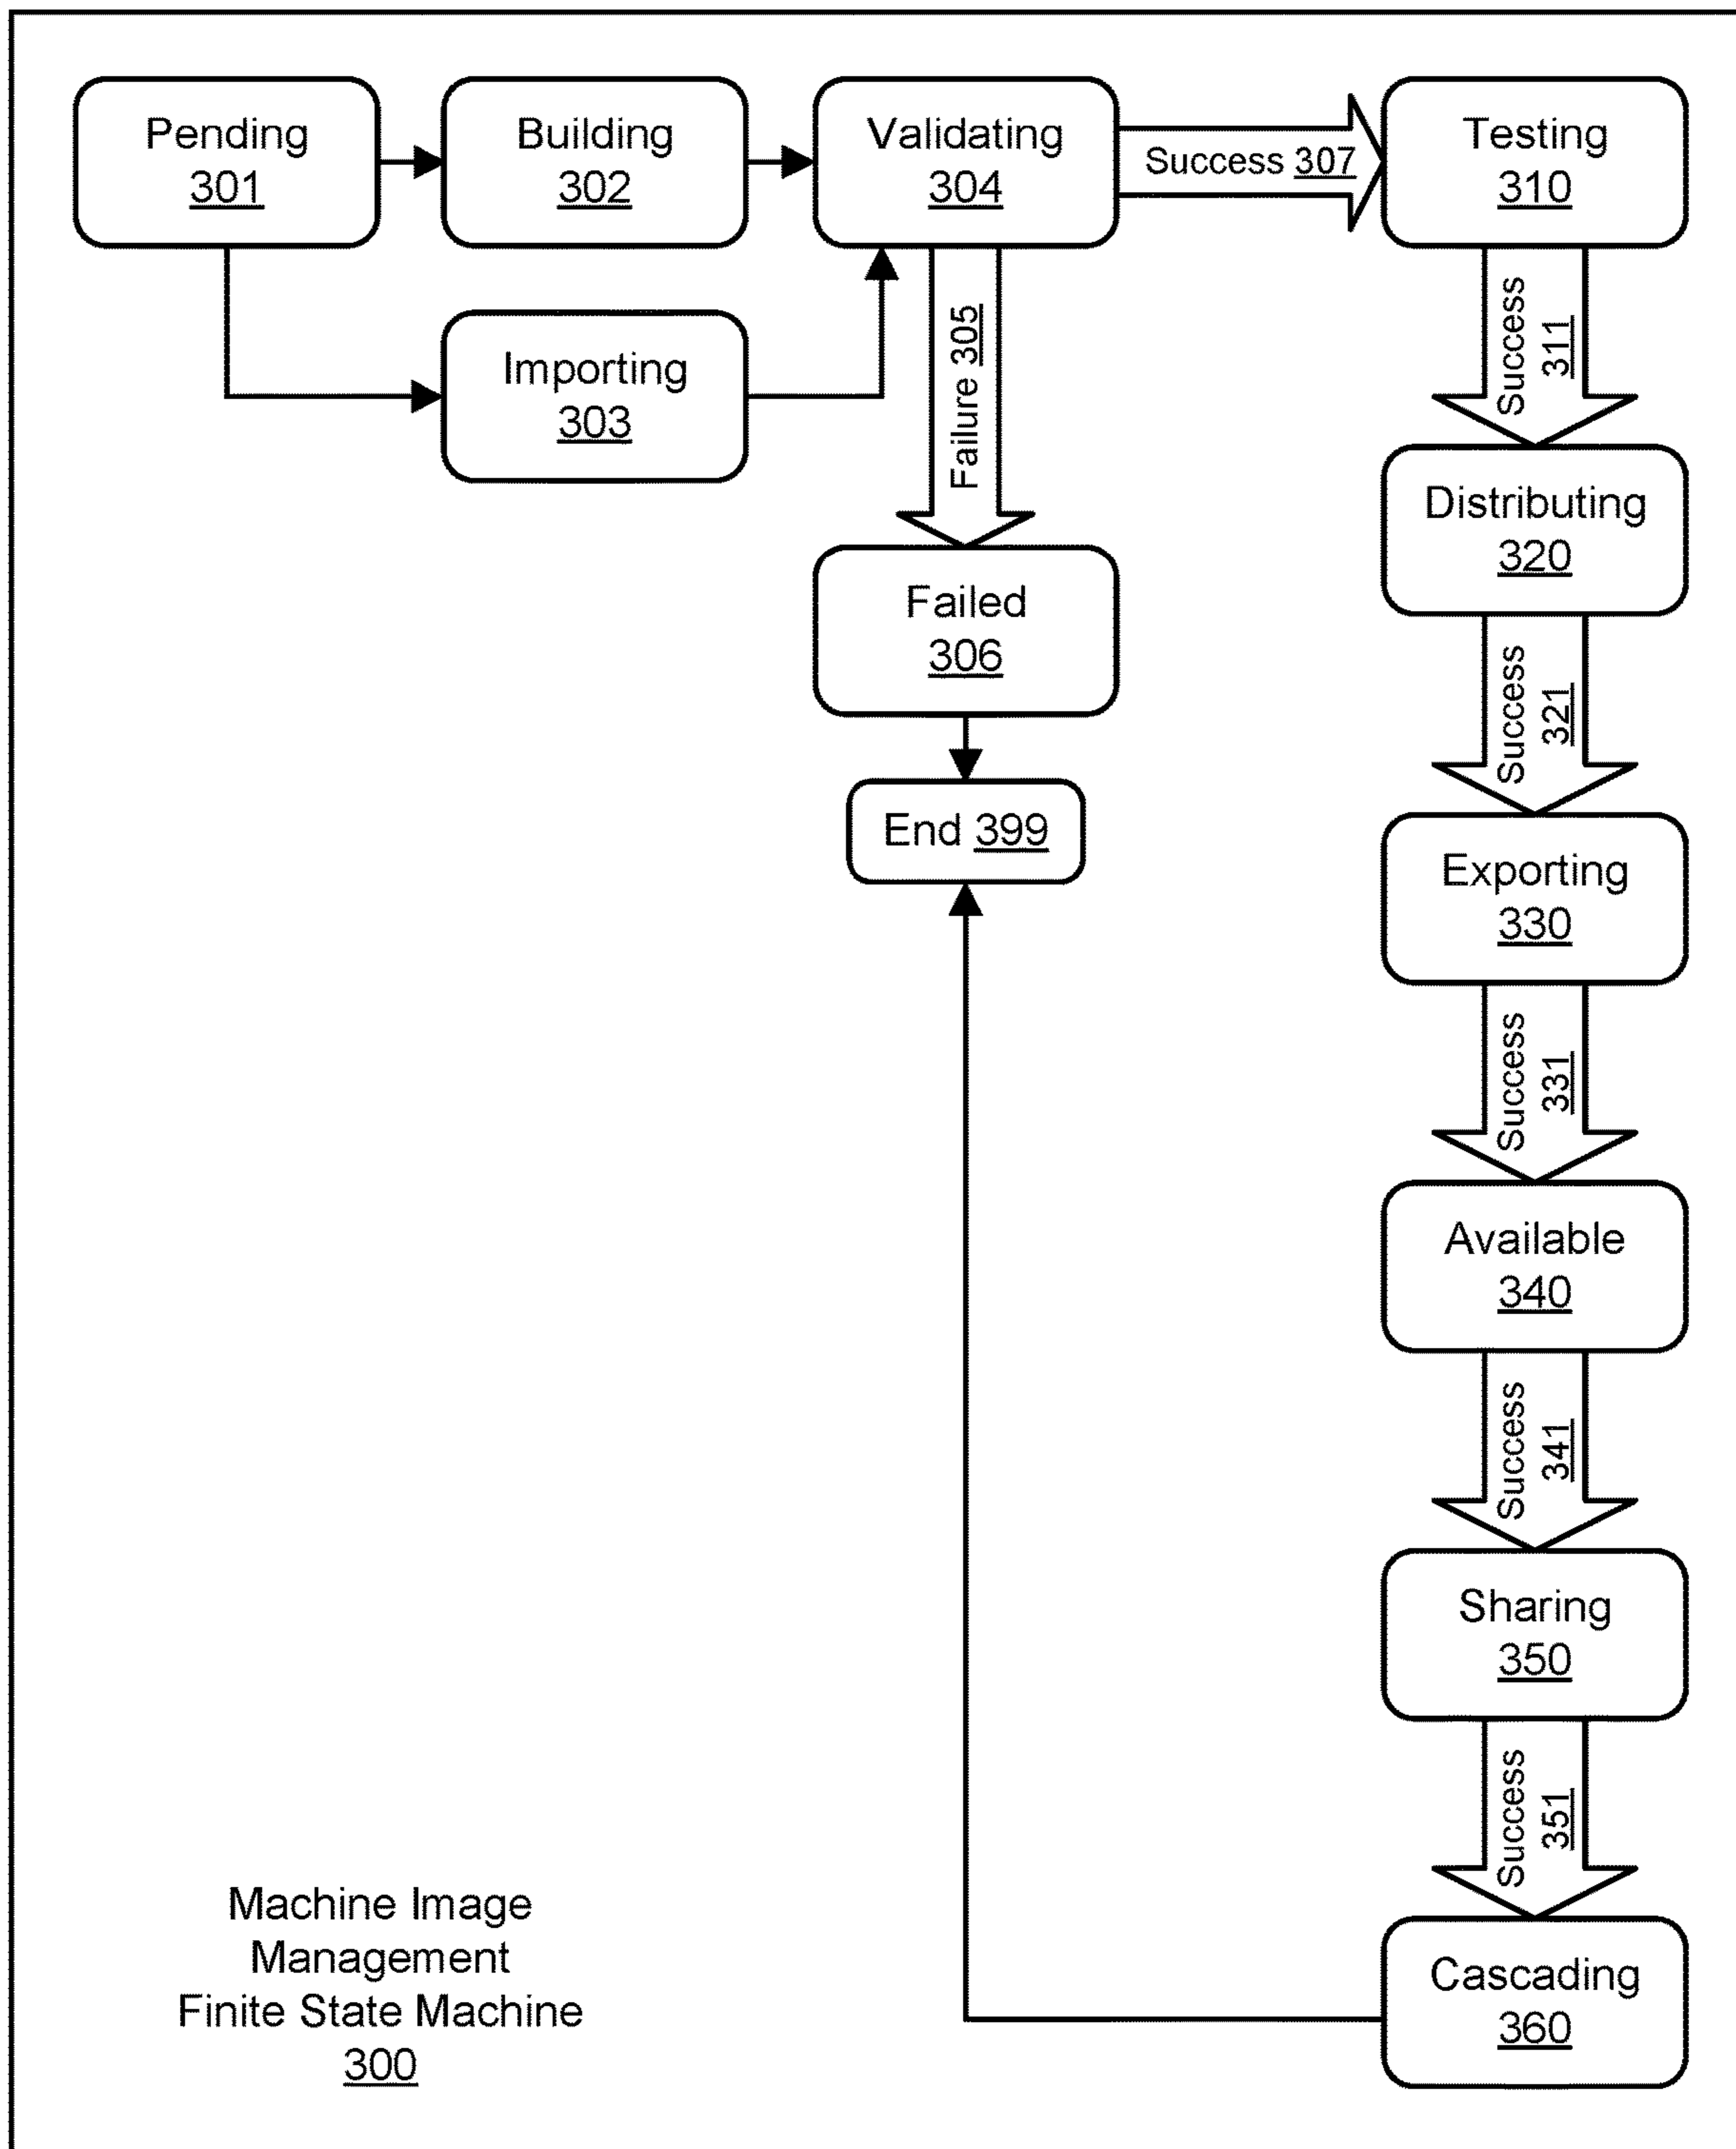 Pending
301
Building
302
Validating
304
Success 307
Testing
310
Importing
303
Failure 305
Success
311
Distributing
320
Failed
306
Success
321
End 399
Exporting
330
Success
331
Available
340
Success
341
Sharing
350
Success
351
Cascading
360
Machine Image
Management
Finite State Machine
300